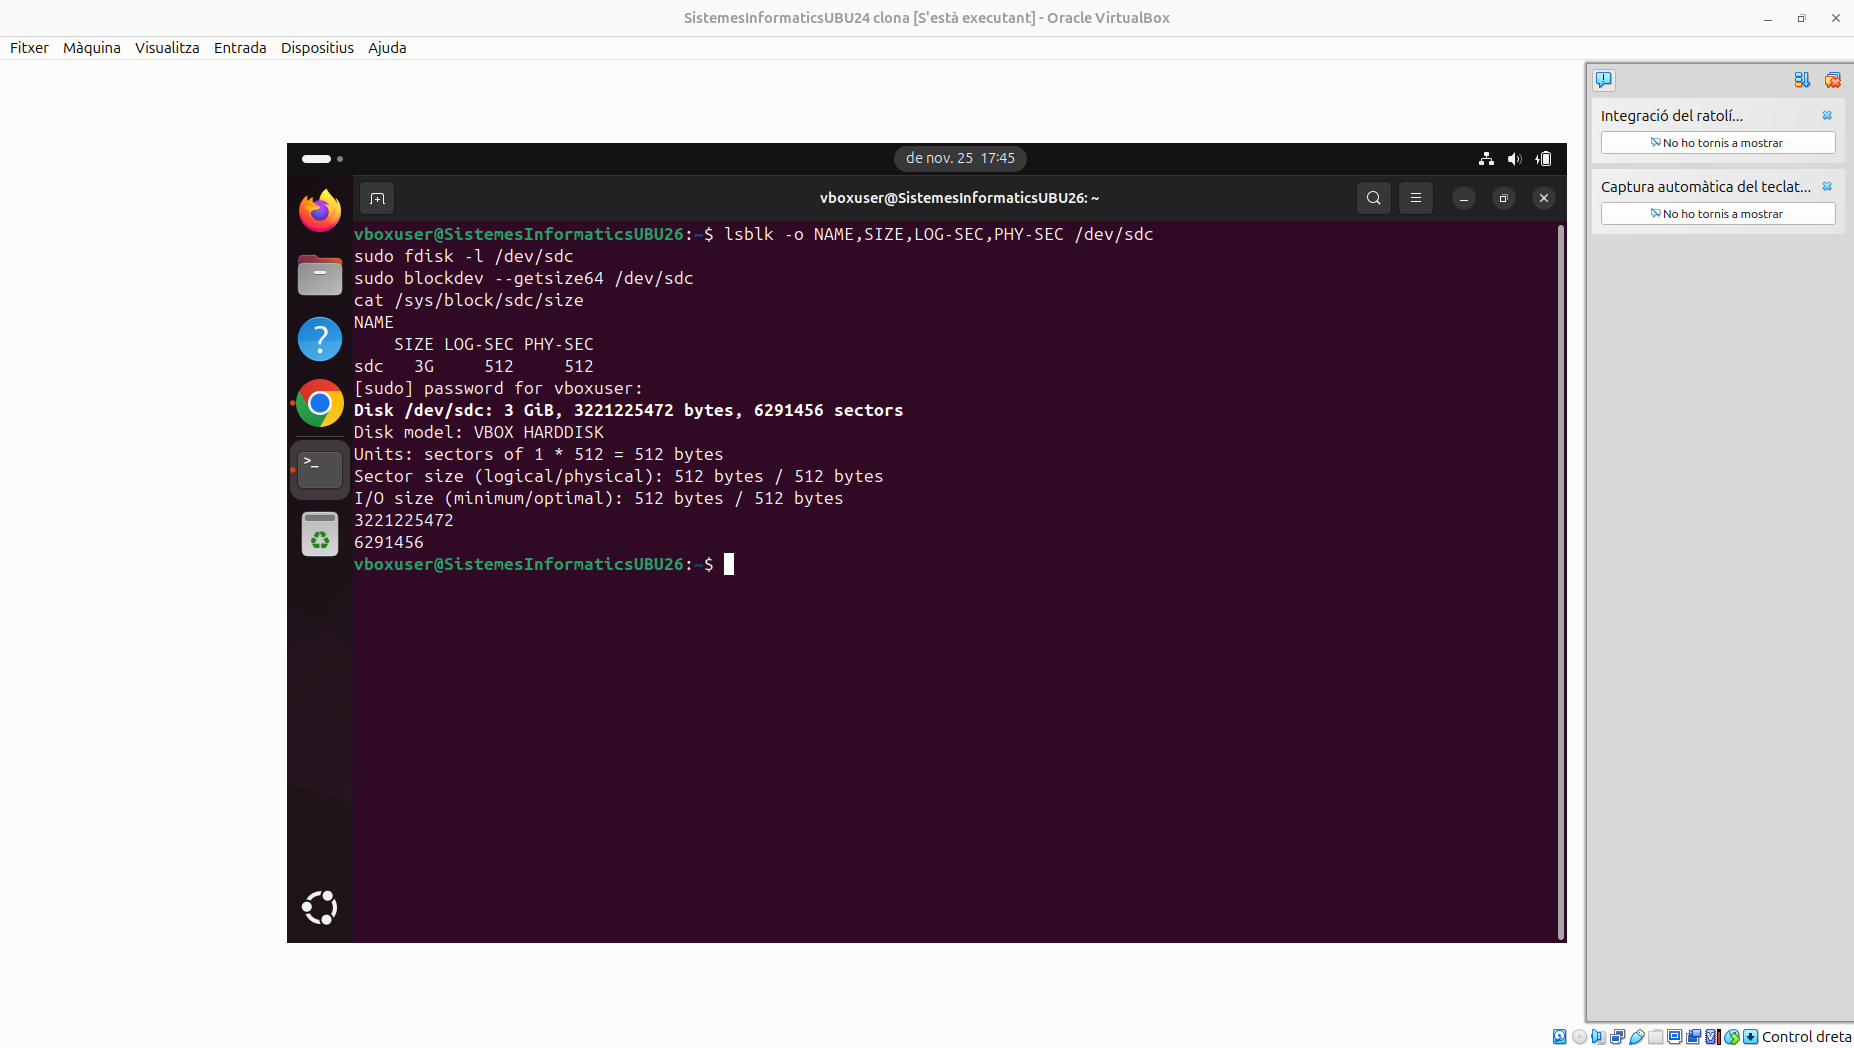 SistemesInformaticsUBU24 clona [S'està executant] - Oracle VirtualBox
Fitxer Màquina Visualitza Entrada Dispositius Ajuda
Integració del ratolí...
No ho tornis a mostrar
Captura automàtica del teclat...
No ho tornis a mostrar
de nov. 25 17:45
vboxuser@SistemesInformaticsUBU26: ~
vboxuser@SistemesInformaticsUBU26:~$ lsblk -o NAME,SIZE,LOG-SEC,PHY-SEC /dev/sdc
sudo fdisk -l /dev/sdc
sudo blockdev --getsize64 /dev/sdc
cat /sys/block/sdc/size
NAME
    SIZE LOG-SEC PHY-SEC
sdc   3G     512     512
[sudo] password for vboxuser:
Disk /dev/sdc: 3 GiB, 3221225472 bytes, 6291456 sectors
Disk model: VBOX HARDDISK
Units: sectors of 1 * 512 = 512 bytes
Sector size (logical/physical): 512 bytes / 512 bytes
I/O size (minimum/optimal): 512 bytes / 512 bytes
3221225472
6291456
vboxuser@SistemesInformaticsUBU26:~$
Control dreta